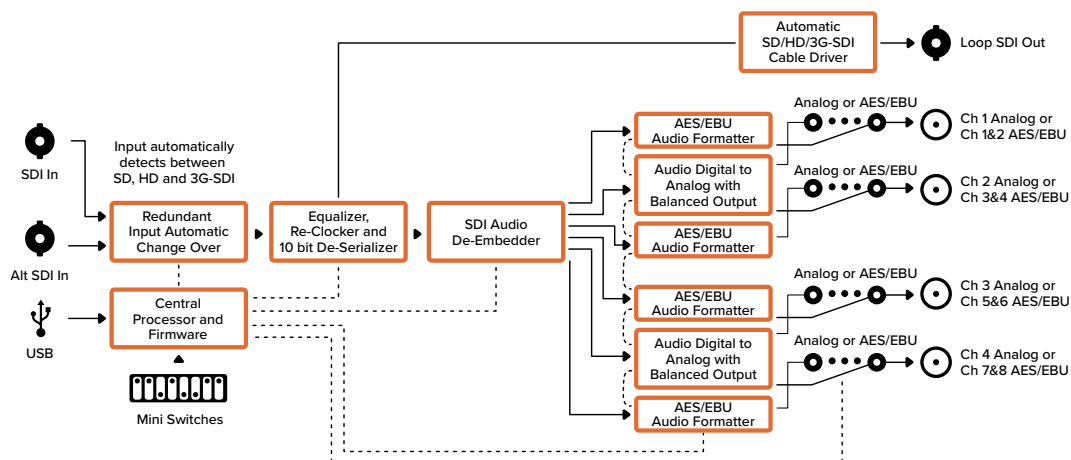 Automatic
SD/HD/3G-SDI
Cable Driver
Loop SDI Out
SDI In
Input automatically
detects between
SD, HD and 3G-SDI
Alt SDI In
Redundant
Input Automatic
Change Over
Equalizer,
Re-Clocker and
10 bit De-Serializer
SDI Audio
De-Embedder
USB
Central
Processor and
Firmware
Mini Switches
AES/EBU
Audio Formatter
Audio Digital to
Analog with
Balanced Output
AES/EBU
Audio Formatter
AES/EBU
Audio Formatter
Audio Digital to
Analog with
Balanced Output
AES/EBU
Audio Formatter
Analog or AES/EBU
Ch 1 Analog or
Ch 1&2 AES/EBU
Analog or AES/EBU
Ch 2 Analog or
Ch 3&4 AES/EBU
Analog or AES/EBU
Ch 3 Analog or
Ch 5&6 AES/EBU
Analog or AES/EBU
Ch 4 Analog or
Ch 7&8 AES/EBU